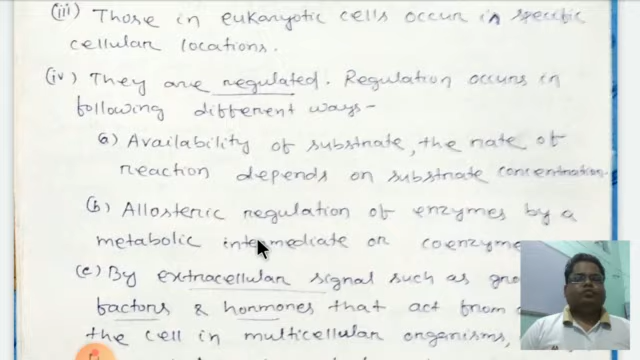 (iii) Those in eukaryotic cells occur in specific
cellular locations.
(iv) They are regulated. Regulation occurs in
following different ways-
(a) Availability of substrate, the rate of
reaction depends on substrate concentration.
(b) Allosteric regulation of enzymes by a
metabolic intermediate or coenzyme
(c) By extracellular signal such as
factors & hormones that act from
the cell in multicellular organisms,